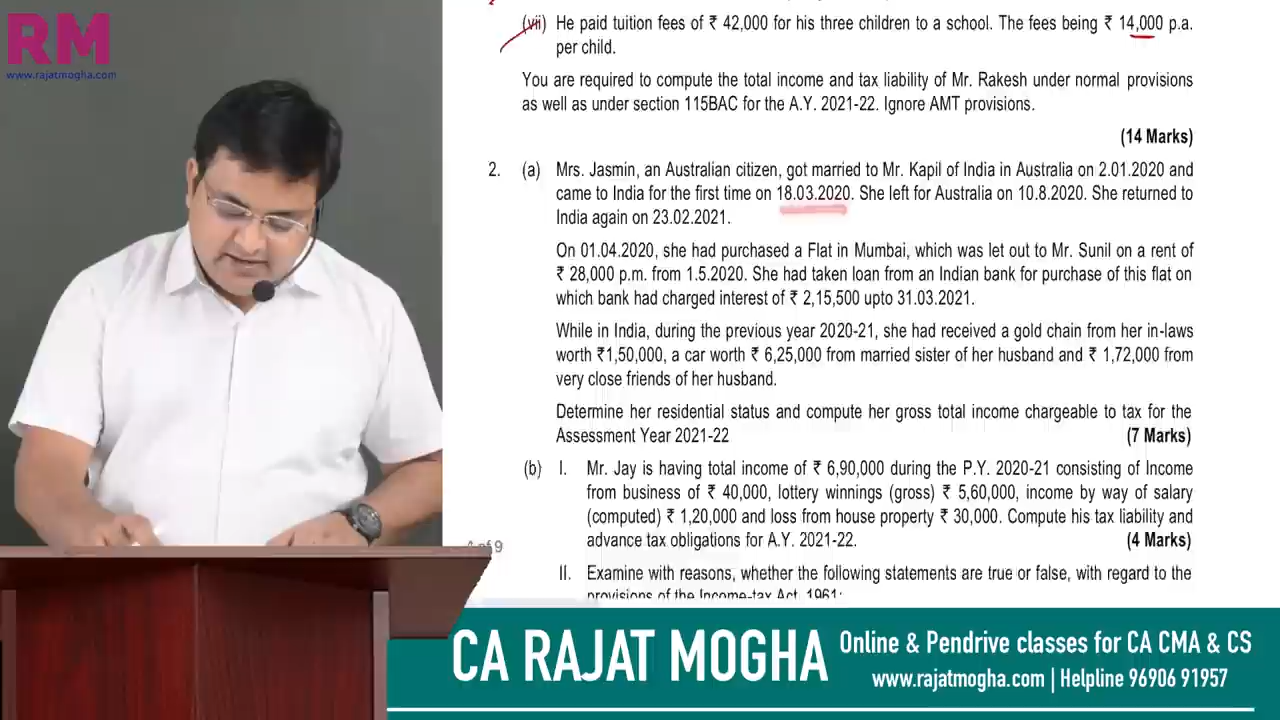 RM
www.rajatmogha.com
(vii) He paid tuition fees of ₹ 42,000 for his three children to a school. The fees being ₹ 14,000 p.a.
per child.
You are required to compute the total income and tax liability of Mr. Rakesh under normal provisions
as well as under section 115BAC for the A.Y. 2021-22. Ignore AMT provisions.
(14 Marks)
2. (a) Mrs. Jasmin, an Australian citizen, got married to Mr. Kapil of India in Australia on 2.01.2020 and
came to India for the first time on 18.03.2020. She left for Australia on 10.8.2020. She returned to
India again on 23.02.2021.
On 01.04.2020, she had purchased a Flat in Mumbai, which was let out to Mr. Sunil on a rent of
₹ 28,000 p.m. from 1.5.2020. She had taken loan from an Indian bank for purchase of this flat on
which bank had charged interest of ₹ 2,15,500 upto 31.03.2021.
While in India, during the previous year 2020-21, she had received a gold chain from her in-laws
worth ₹1,50,000, a car worth ₹ 6,25,000 from married sister of her husband and ₹ 1,72,000 from
very close friends of her husband.
Determine her residential status and compute her gross total income chargeable to tax for the
Assessment Year 2021-22 (7 Marks)
(b) I. Mr. Jay is having total income of ₹ 6,90,000 during the P.Y. 2020-21 consisting of Income
from business of ₹ 40,000, lottery winnings (gross) ₹ 5,60,000, income by way of salary
(computed) ₹ 1,20,000 and loss from house property ₹ 30,000. Compute his tax liability and
advance tax obligations for A.Y. 2021-22. (4 Marks)
of 9
II. Examine with reasons, whether the following statements are true or false, with regard to the
provisions of the Income-tax Act, 1961:
CA RAJAT MOGHA
Online & Pendrive classes for CA CMA & CS
www.rajatmogha.com | Helpline 96906 91957